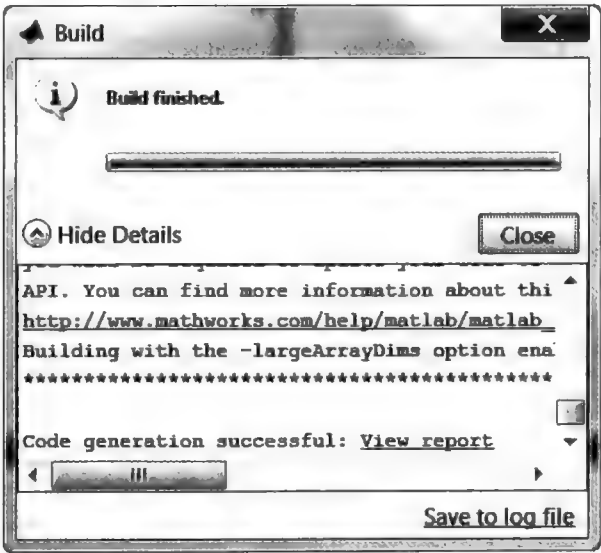 Build
X
Build finished.
Hide Details
Close
API. You can find more information about thi
http://www.mathworks.com/help/matlab/matlab_
Building with the -largeArrayDims option ena
********************************************
Code generation successful: View report
Save to log file